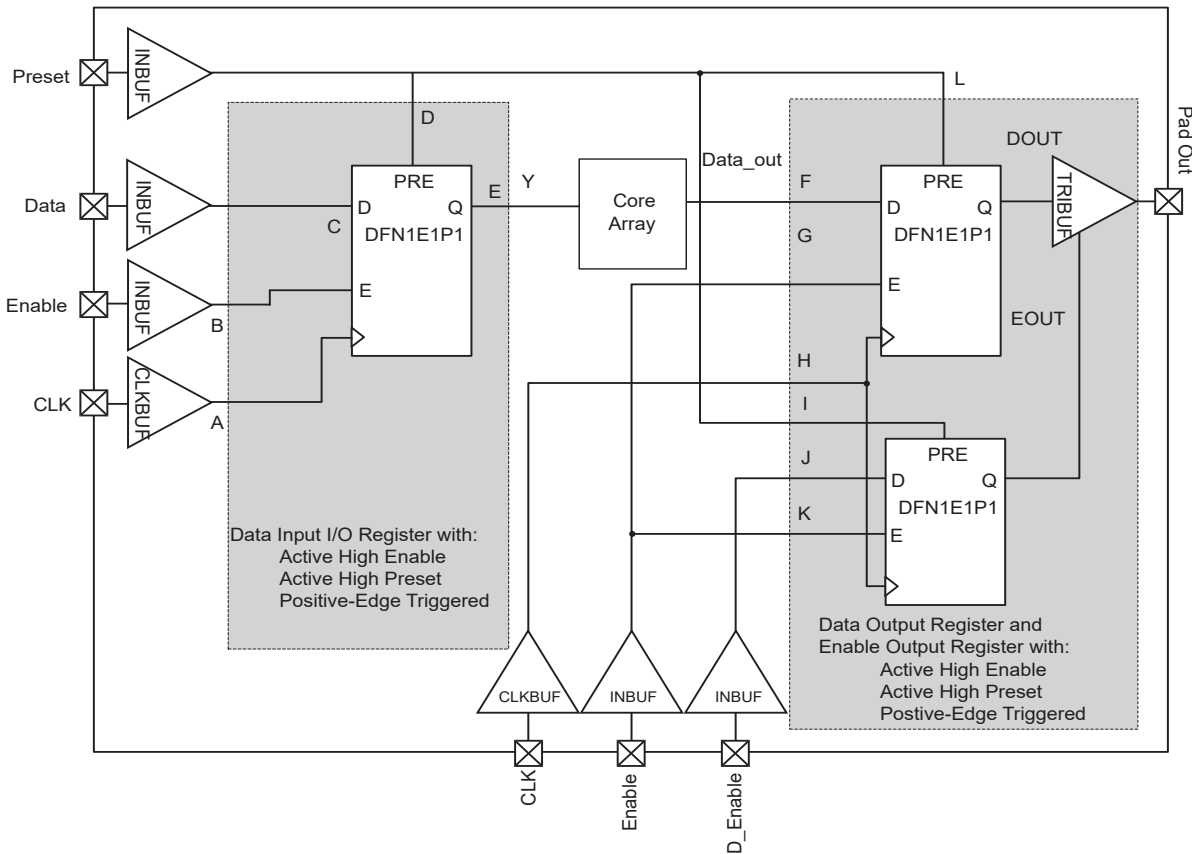 Preset
INBUF
L
D
Data
INBUF
PRE
D
Q
C
DFN1E1P1
E
E
Y
Core
Array
Data_out
F
G
PRE
D
Q
DFN1E1P1
E
DOUT
TRIBUF
Pad Out
EOUT
Enable
INBUF
B
CLK
CLKBUF
A
H
I
J
K
PRE
D
Q
DFN1E1P1
E
Data Input I/O Register with:
Active High Enable
Active High Preset
Positive-Edge Triggered
Data Output Register and
Enable Output Register with:
Active High Enable
Active High Preset
Postive-Edge Triggered
CLKBUF
INBUF
INBUF
CLK
Enable
D_Enable